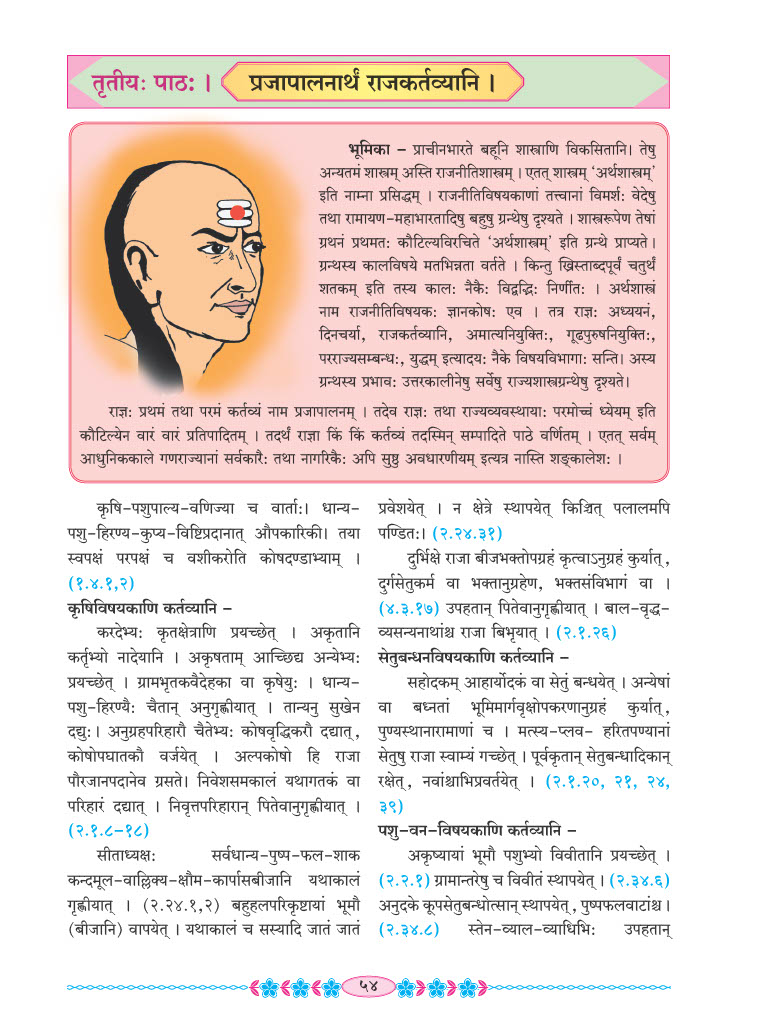 तृतीयः पाठः । प्रजापालनार्थं राजकर्तव्यानि ।
भूमिका – प्राचीनभारते बहूनि शास्त्राणि विकसितानि। तेषु
अन्यतमं शास्त्रम् अस्ति राजनीतिशास्त्रम् । एतत् शास्त्रम् ‘अर्थशास्त्रम्’
इति नाम्ना प्रसिद्धम् । राजनीतिविषयकाणां तत्त्वानां विमर्शः वेदेषु
तथा रामायण-महाभारतादिषु बहुषु ग्रन्थेषु दृश्यते । शास्त्ररूपेण तेषां
ग्रथनं प्रथमतः कौटिल्यविरचिते ‘अर्थशास्त्रम्’ इति ग्रन्थे प्राप्यते।
ग्रन्थस्य कालविषये मतभिन्नता वर्तते । किन्तु ख्रिस्ताब्दपूर्वं चतुर्थं
शतकम् इति तस्य कालः नैकैः विद्वद्भिः निर्णीतः । अर्थशास्त्रं
नाम राजनीतिविषयकः ज्ञानकोषः एव । तत्र राज्ञः अध्ययनं,
दिनचर्या, राजकर्तव्यानि, अमात्यनियुक्तिः, गूढपुरुषनियुक्तिः,
परराज्यसम्बन्धः, युद्धम् इत्यादयः नैके विषयविभागाः सन्ति। अस्य
ग्रन्थस्य प्रभावः उत्तरकालीनेषु सर्वेषु राज्यशास्त्रग्रन्थेषु दृश्यते।
राज्ञः प्रथमं तथा परमं कर्तव्यं नाम प्रजापालनम् । तदेव राज्ञः तथा राज्यव्यवस्थायाः परमोच्चं ध्येयम् इति
कौटिल्येन वारं वारं प्रतिपादितम् । तदर्थं राज्ञा किं किं कर्तव्यं तदस्मिन् सम्पादिते पाठे वर्णितम् । एतत् सर्वम्
आधुनिककाले गणराज्यानां सर्वकारैः तथा नागरिकैः अपि सुष्ठु अवधारणीयम् इत्यत्र नास्ति शङ्कालेशः ।
कृषि-पशुपाल्य-वणिज्या च वार्ताः। धान्य-
पशु-हिरण्य-कुप्य-विष्टिप्रदानात् औपकारिकी। तया
स्वपक्षं परपक्षं च वशीकरोति कोषदण्डाभ्याम् ।
(१.४.१,२)
कृषिविषयकाणि कर्तव्यानि –
करदेभ्यः कृतक्षेत्राणि प्रयच्छेत् । अकृतानि
कर्तृभ्यो नादेयानि । अकृषताम् आच्छिद्य अन्येभ्यः
प्रयच्छेत् । ग्रामभृतकवैदेहका वा कृषेयुः । धान्य-
पशु-हिरण्यैः चैतान् अनुगृह्णीयात् । तान्यनु सुखेन
दद्युः। अनुग्रहपरिहारौ चैतेभ्यः कोषवृद्धिकरौ दद्यात्,
कोषोपघातकौ वर्जयेत् । अल्पकोषो हि राजा
पौरजानपदानेव ग्रसते। निवेशसमकालं यथागतकं वा
परिहारं दद्यात् । निवृत्तपरिहारान् पितेवानुगृह्णीयात् ।
(२.१.८-१८)
सीताध्यक्षः सर्वधान्य-पुष्प-फल-शाक
कन्दमूल-वाल्लिक्य-क्षौम-कार्पासबीजानि यथाकालं
गृह्णीयात् । (२.२४.१,२) बहुहलपरिकृष्टायां भूमौ
(बीजानि) वापयेत् । यथाकालं च सस्यादि जातं जातं
प्रवेशयेत् । न क्षेत्रे स्थापयेत् किञ्चित् पलालमपि
पण्डितः। (२.२४.३१)
दुर्भिक्षे राजा बीजभक्तोपग्रहं कृत्वाऽनुग्रहं कुर्यात्,
दुर्गसेतुकर्म वा भक्तानुग्रहेण, भक्तसंविभागं वा ।
(४.३.१७) उपहतान् पितेवानुगृह्णीयात् । बाल-वृद्ध-
व्यसन्यनाथांश्च राजा बिभृयात् । (२.१.२६)
सेतुबन्धनविषयकाणि कर्तव्यानि –
सहोदकम् आहार्योदकं वा सेतुं बन्धयेत् । अन्येषां
वा बध्नतां भूमिमार्गवृक्षोपकरणानुग्रहं कुर्यात्,
पुण्यस्थानारामाणां च । मत्स्य-प्लव- हरितपण्यानां
सेतुषु राजा स्वाम्यं गच्छेत् । पूर्वकृतान् सेतुबन्धादिकान्
रक्षेत्, नवांश्चाभिप्रवर्तयेत् । (२.१.२०, २१, २४,
३९)
पशु-वन-विषयकाणि कर्तव्यानि –
अकृष्यायां भूमौ पशुभ्यो विवीतानि प्रयच्छेत् ।
(२.२.१) ग्रामान्तरेषु च विवीतं स्थापयेत् । (२.३४.६)
अनुदके कूपसेतुबन्धोत्सान् स्थापयेत्, पुष्पफलवाटांश्च।
(२.३४.८) स्तेन-व्याल-व्याधिभिः उपहतान्
५४